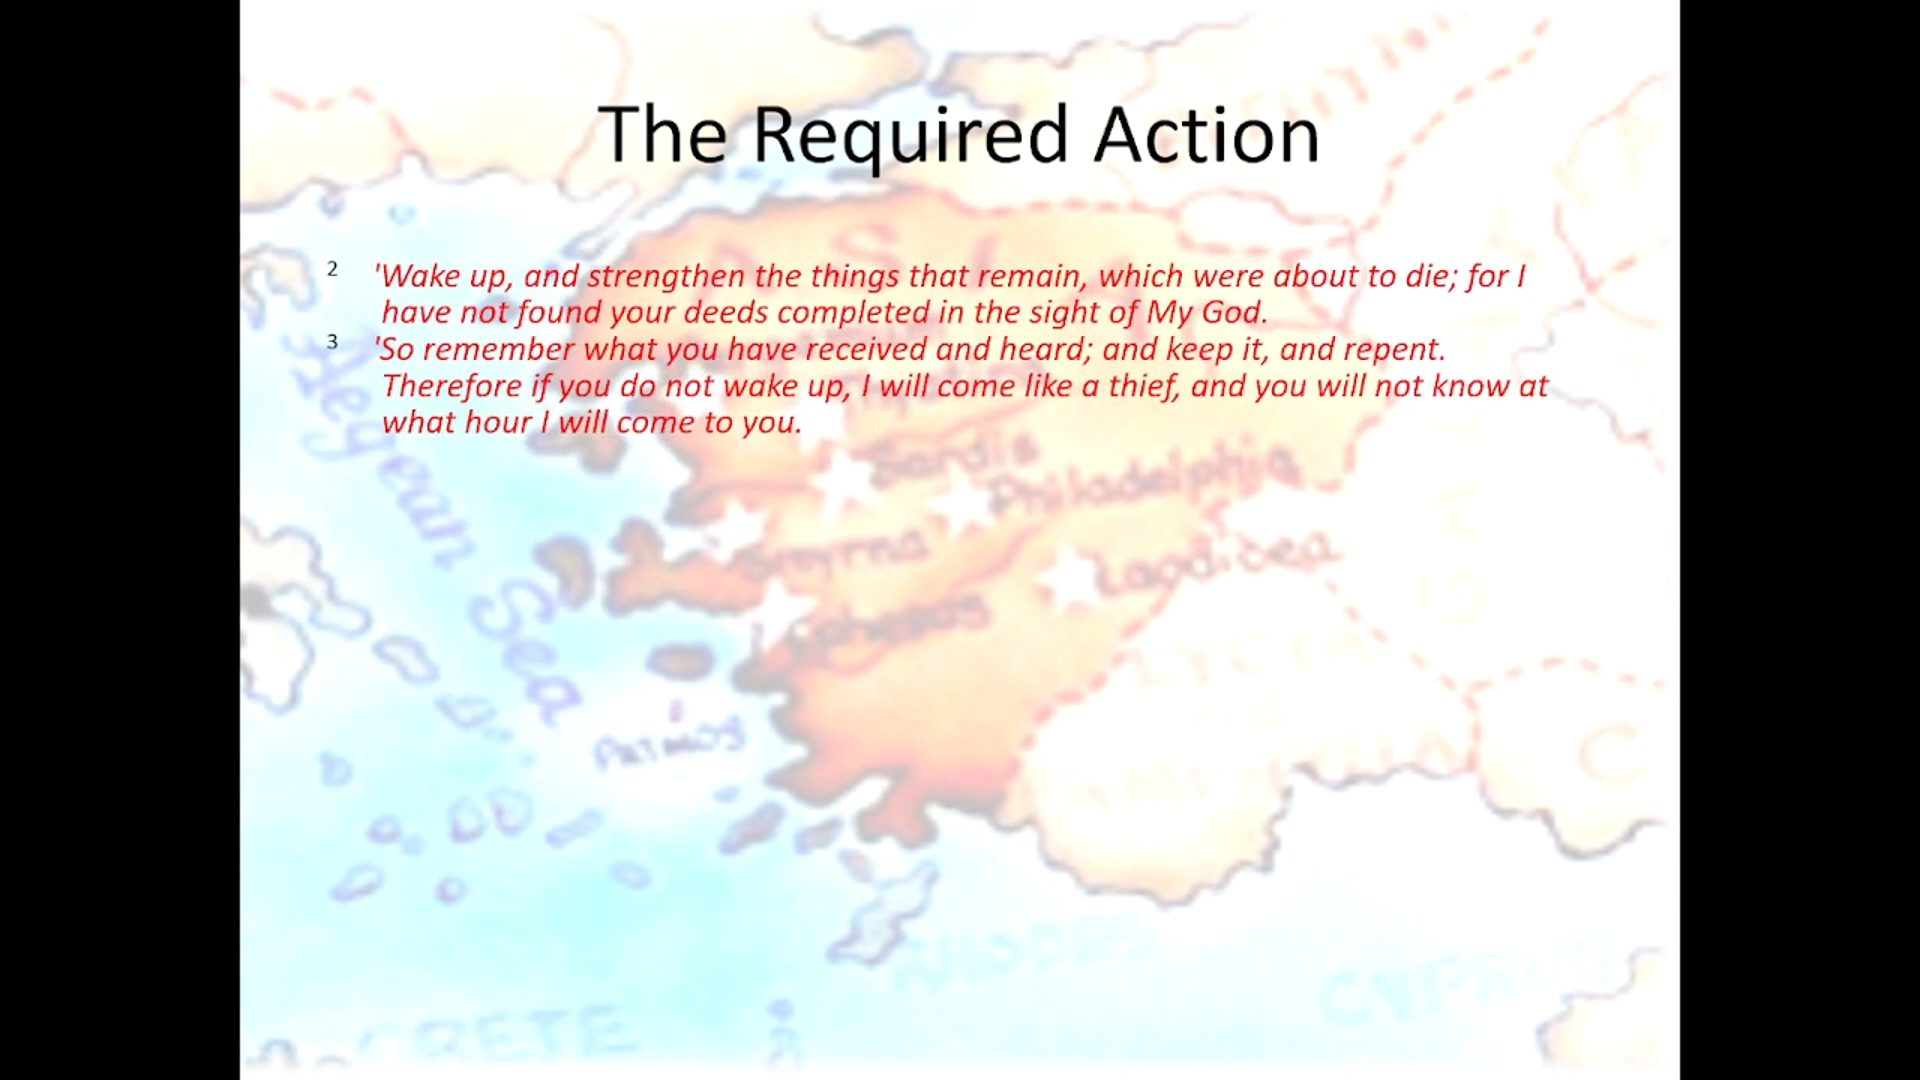 The Required Action
2 'Wake up, and strengthen the things that remain, which were about to die; for I
have not found your deeds completed in the sight of My God.
3 'So remember what you have received and heard; and keep it, and repent.
Therefore if you do not wake up, I will come like a thief, and you will not know at
what hour I will come to you.
ASIA
Aegean Sea
Sardis
Philadelphia
Smyrna
Laodicea
Ephesus
LYCIA
PATMOS
C
RHODES
CYPRUS
CRETE